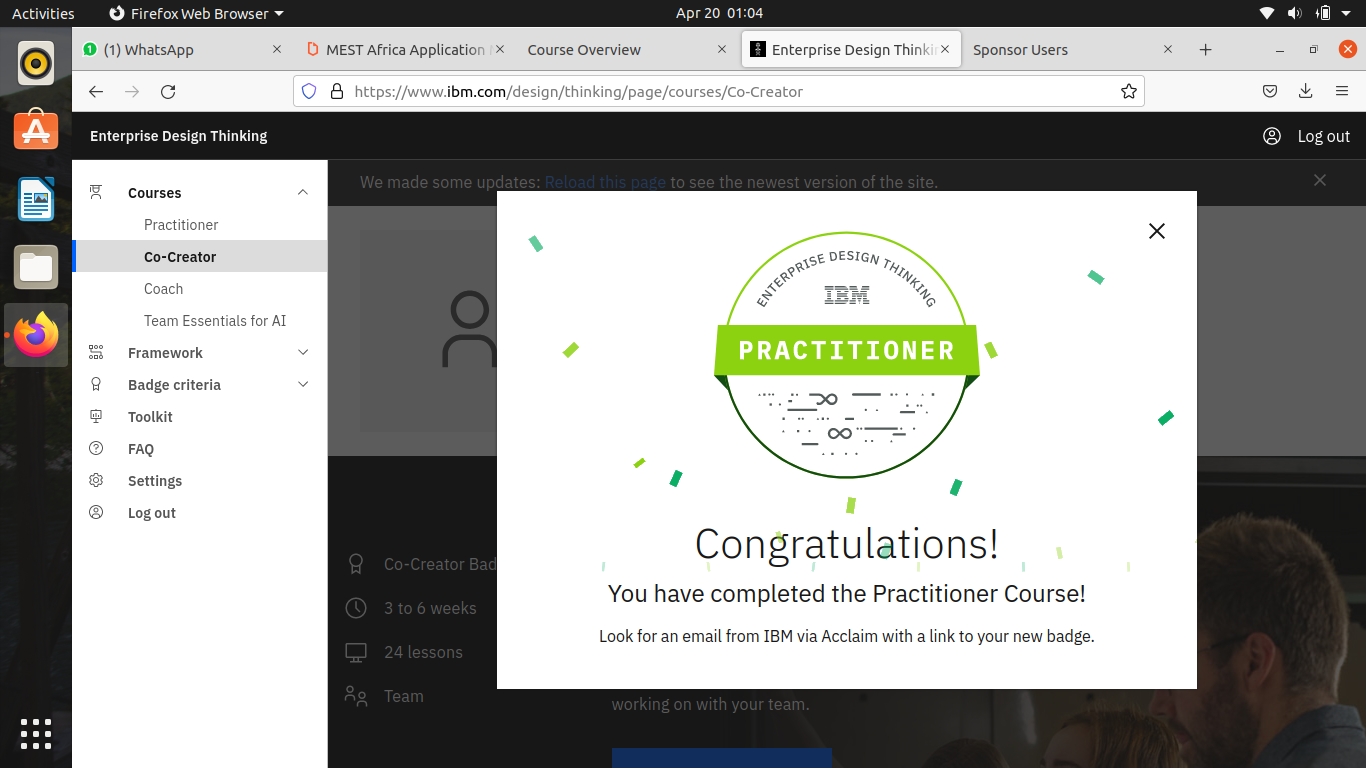 Activities
Firefox Web Browser
Apr 20 01:04
1
(1) WhatsApp
MEST Africa Application
Course Overview
Enterprise Design Thinkin
Sponsor Users
https://www.ibm.com/design/thinking/page/courses/Co-Creator
Enterprise Design Thinking
Log out
Courses
Practitioner
Co-Creator
Coach
Team Essentials for AI
Framework
Badge criteria
Toolkit
FAQ
Settings
Log out
We made some updates: Reload this page to see the newest version of the site.
ENTERPRISE DESIGN THINKING
IBM
PRACTITIONER
Congratulations!
You have completed the Practitioner Course!
Look for an email from IBM via Acclaim with a link to your new badge.
Co-Creator Bad
3 to 6 weeks
24 lessons
Team
working on with your team.